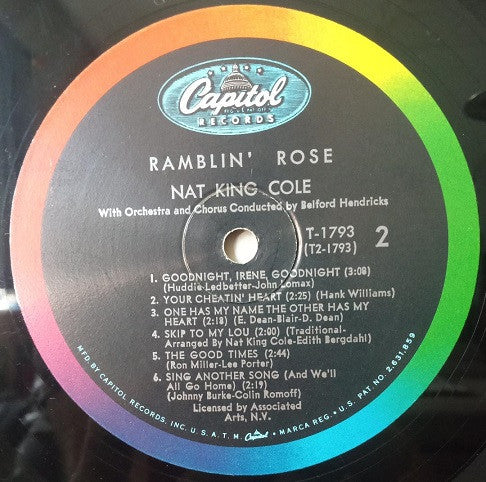 Capitol
REG. U.S. PAT. OFF.
RECORDS
RAMBLIN' ROSE
NAT KING COLE
With Orchestra and Chorus Conducted by Belford Hendricks
T-1793
(T2-1793)
2
1. GOODNIGHT, IRENE, GOODNIGHT (3:08)
(Huddie-Ledbetter-John Lomax)
2. YOUR CHEATIN' HEART (2:25) (Hank Williams)
3. ONE HAS MY NAME THE OTHER HAS MY
HEART (2:18) (E. Dean-Blair-D. Dean)
4. SKIP TO MY LOU (2:00) (Traditional-
Arranged By Nat King Cole-Edith Bergdahl)
5. THE GOOD TIMES (2:44)
(Ron Miller-Lee Porter)
6. SING ANOTHER SONG (And We'll
All Go Home) (2:19)
(Johnny Burke-Colin Romoff)
Licensed by Associated
Arts, N.V.
MFD. BY CAPITOL RECORDS, INC. U.S.A. T.M. Capitol MARCA REG. • U.S. PAT. NO. 2,631,859